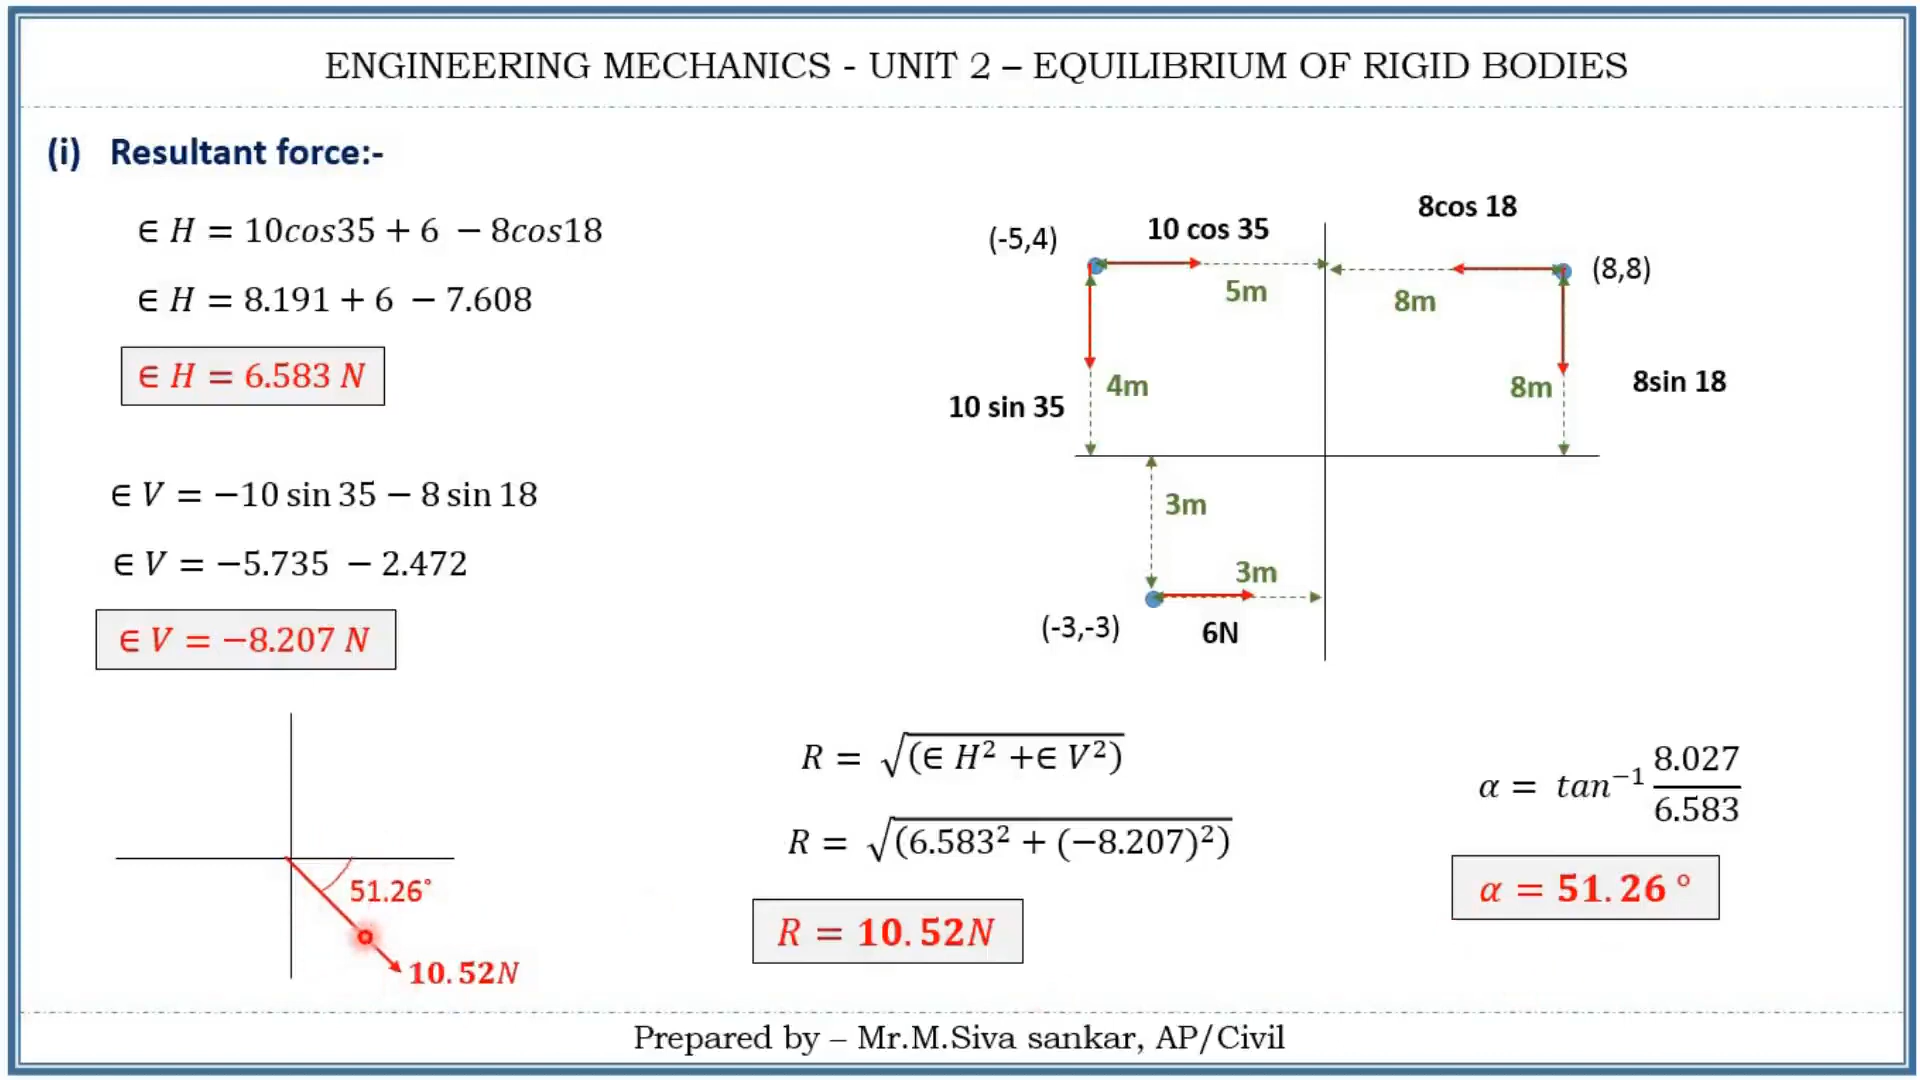 ENGINEERING MECHANICS - UNIT 2 – EQUILIBRIUM OF RIGID BODIES
(i) Resultant force:-
∈ H = 10cos35 + 6 − 8cos18
∈ H = 8.191 + 6 − 7.608
∈ H = 6.583 N
∈ V = −10 sin 35 − 8 sin 18
∈ V = −5.735 − 2.472
∈ V = −8.207 N
8cos 18
(-5,4)
10 cos 35
(8,8)
5m
8m
4m
8m
8sin 18
10 sin 35
3m
3m
(-3,-3)
6N
51.26°
10.52N
R = √(∈ H² +∈ V²)
R = √(6.583² + (−8.207)²)
R = 10.52N
α = tan⁻¹ 8.027/6.583
α = 51.26 °
Prepared by – Mr.M.Siva sankar, AP/Civil